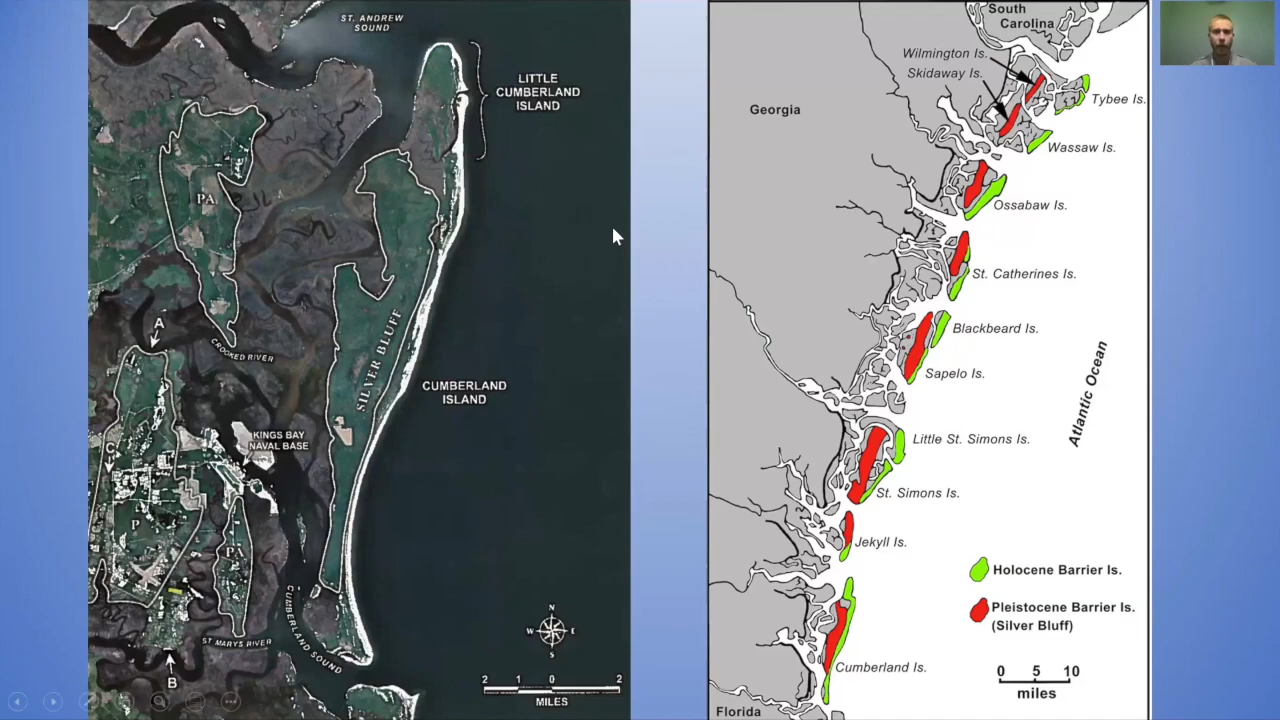 ST. ANDREW
SOUND
LITTLE
CUMBERLAND
ISLAND
PA
SILVER BLUFF
A
CROOKED RIVER
CUMBERLAND
ISLAND
C
KINGS BAY
NAVAL BASE
P
PA
CUMBERLAND SOUND
ST MARYS RIVER
B
N
W E
S
2 1 0 2
MILES
South
Carolina
Wilmington Is.
Skidaway Is.
Georgia
Tybee Is.
Wassaw Is.
Ossabaw Is.
St. Catherines Is.
Blackbeard Is.
Sapelo Is.
Atlantic Ocean
Little St. Simons Is.
St. Simons Is.
Jekyll Is.
Holocene Barrier Is.
Pleistocene Barrier Is.
(Silver Bluff)
Cumberland Is.
0 5 10
miles
Florida